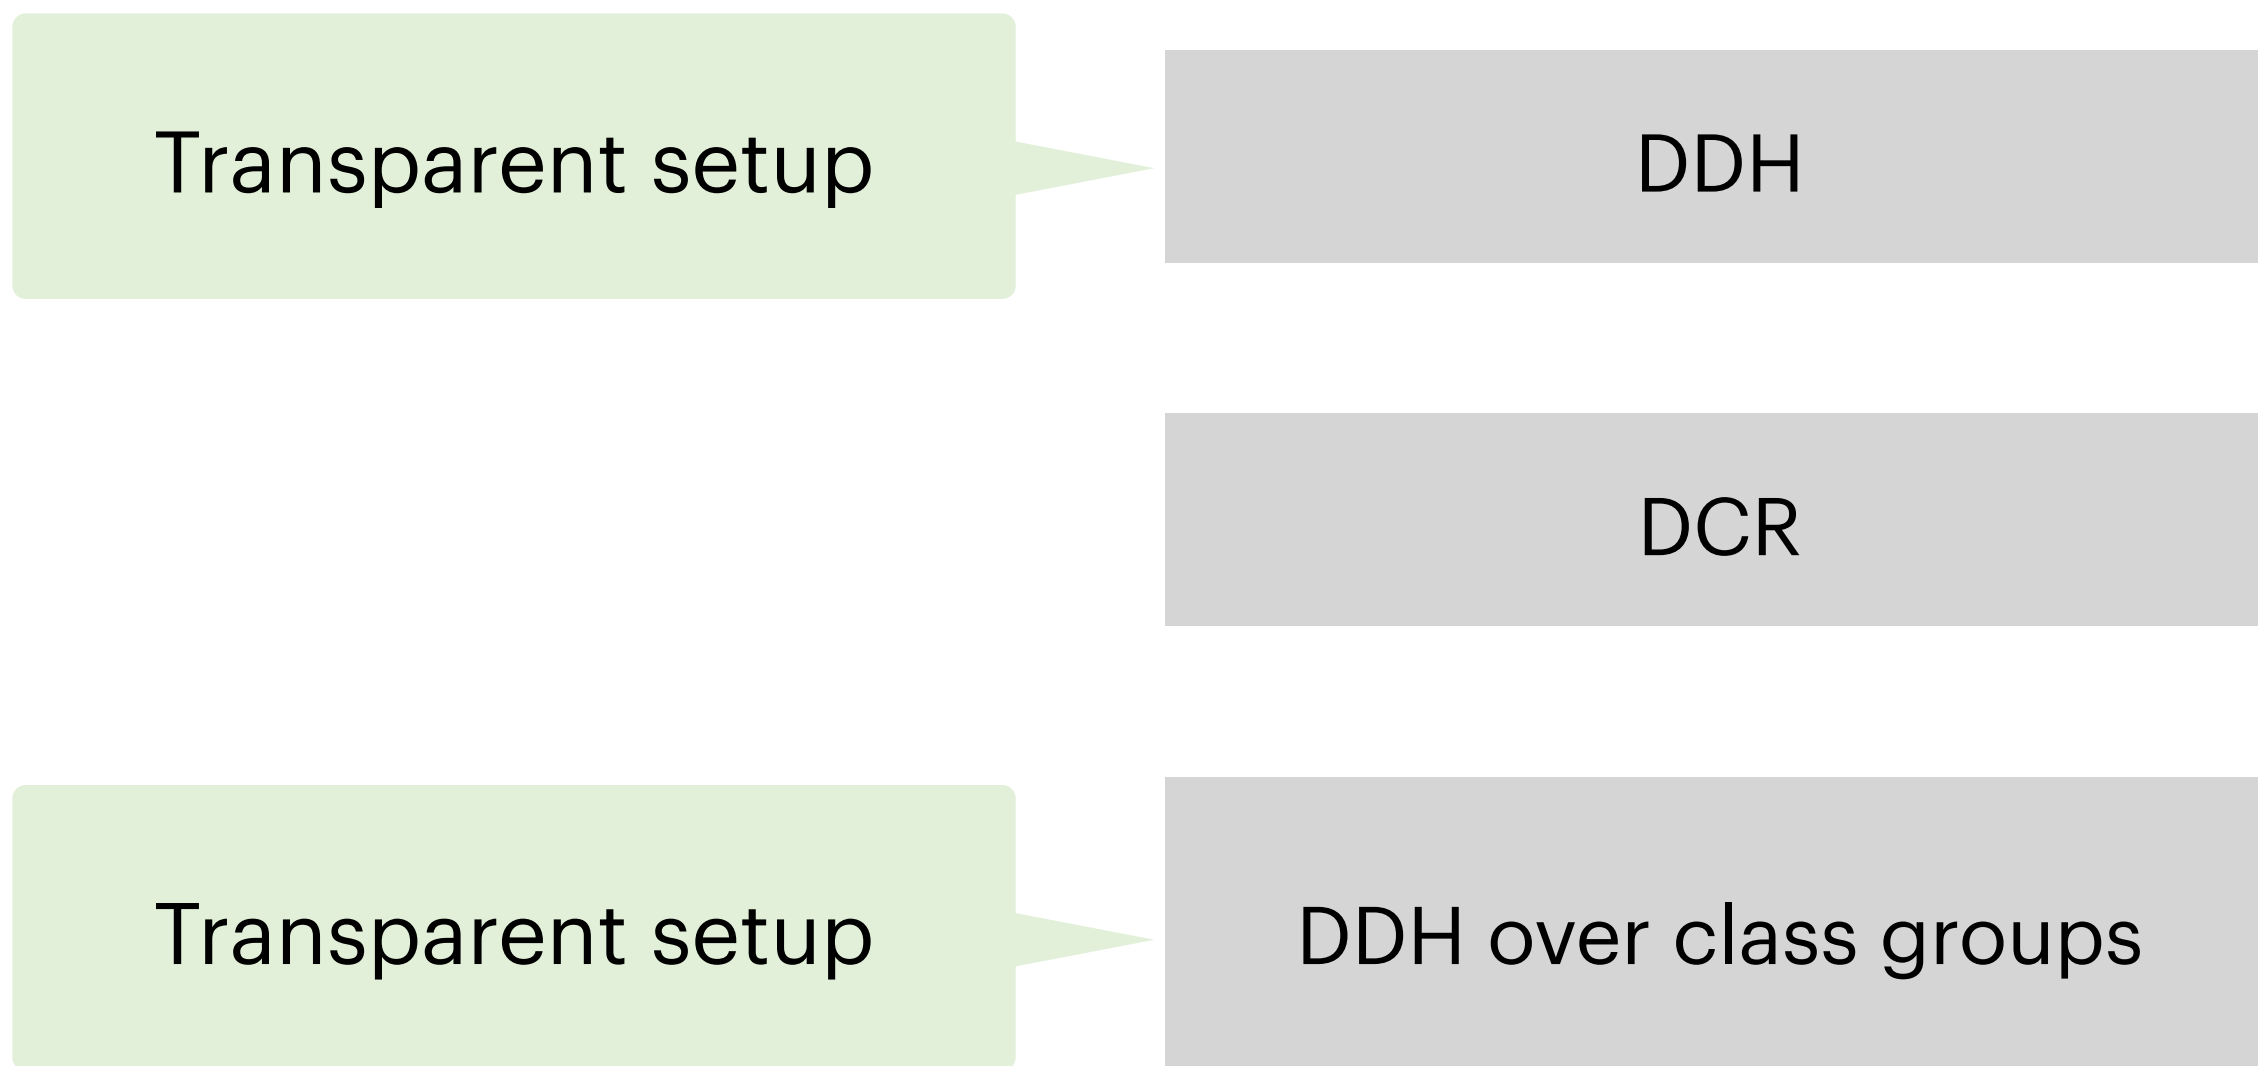 Transparent setup
DDH
DCR
Transparent setup
DDH over class groups